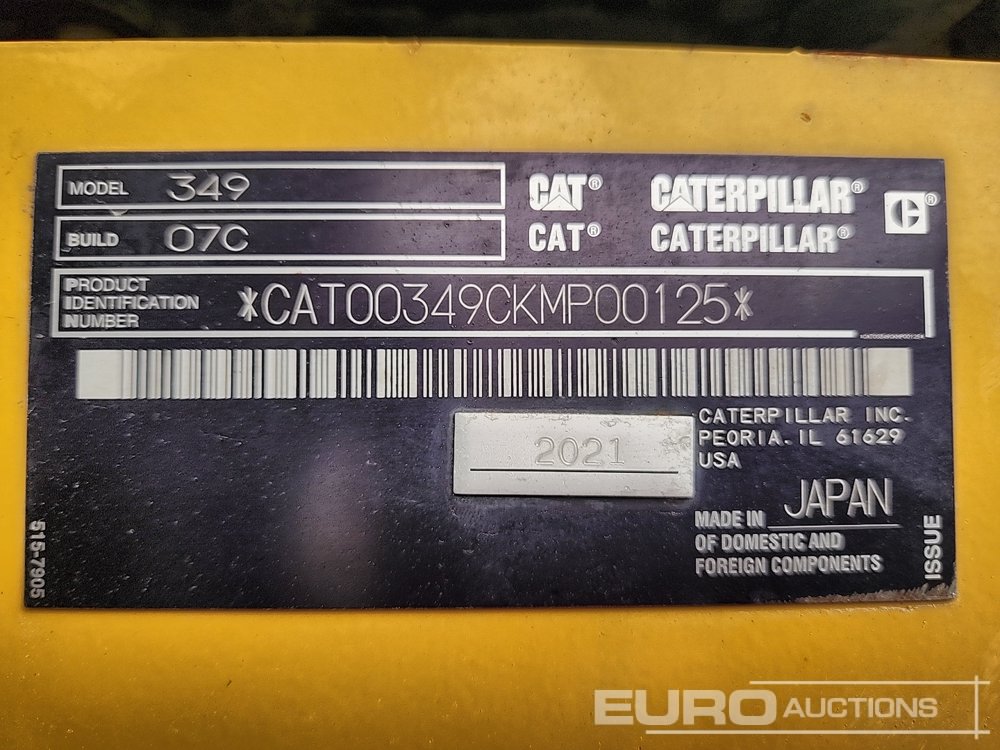 MODEL 349
CAT® CATERPILLAR®
BUILD 07C
CAT® CATERPILLAR®
C®
PRODUCT
IDENTIFICATION
NUMBER
*CAT00349CKMP00125*
*CAT00349CKMP00125*
2021
CATERPILLAR INC.
PEORIA. IL 61629
USA
MADE IN JAPAN
OF DOMESTIC AND
FOREIGN COMPONENTS
515-7905
ISSUE
EURO AUCTIONS